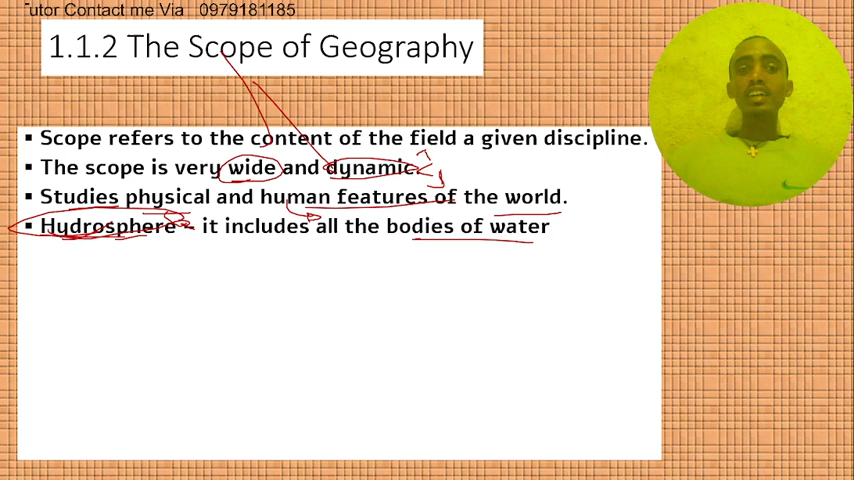 Tutor Contact me Via 0979181185
1.1.2 The Scope of Geography
▪ Scope refers to the content of the field a given discipline.
▪ The scope is very wide and dynamic.
▪ Studies physical and human features of the world.
▪ Hydrosphere - it includes all the bodies of water